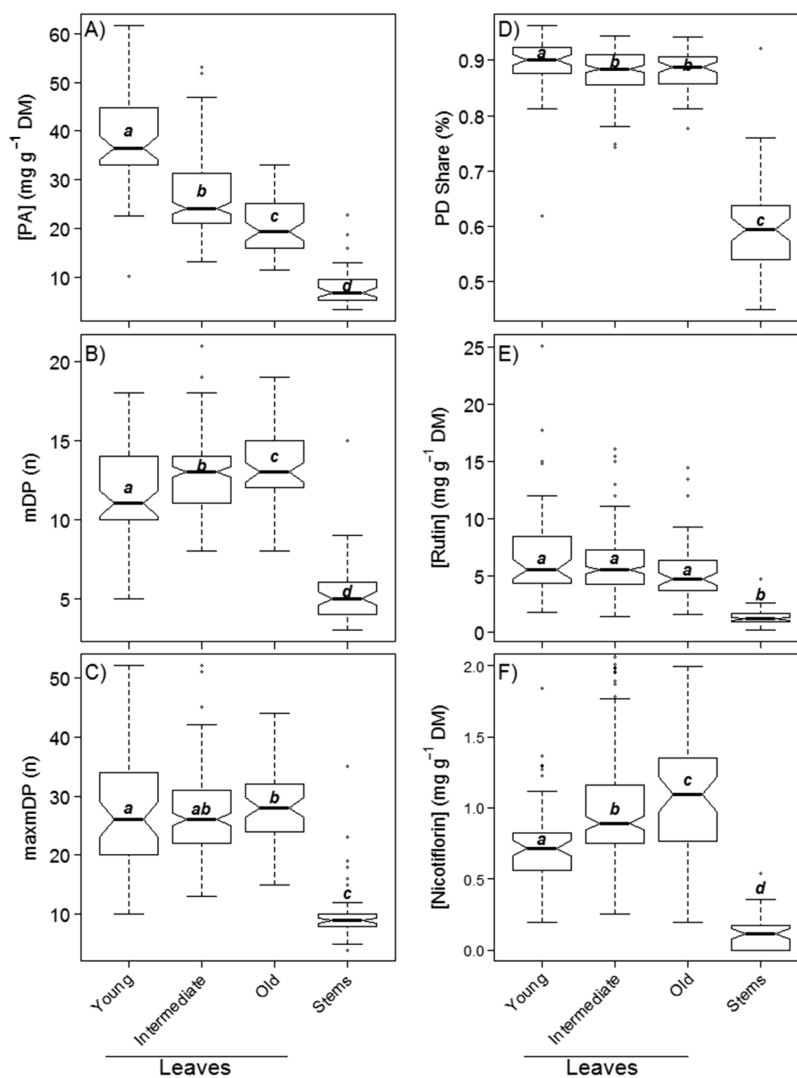 A)
[PA] (mg g⁻¹ DM)
60
50
40
30
20
10
a
b
c
d
B)
mDP (n)
20
15
10
5
a
b
c
d
C)
maxmDP (n)
50
40
30
20
10
a
ab
b
c
Young
Intermediate
Old
Stems
Leaves
D)
PD Share (%)
0.9
0.8
0.7
0.6
0.5
a
b
b
c
E)
[Rutin] (mg g⁻¹ DM)
25
20
15
10
5
0
a
a
a
b
F)
[Nicotiflorin] (mg g⁻¹ DM)
2.0
1.5
1.0
0.5
0.0
a
b
c
d
Young
Intermediate
Old
Stems
Leaves